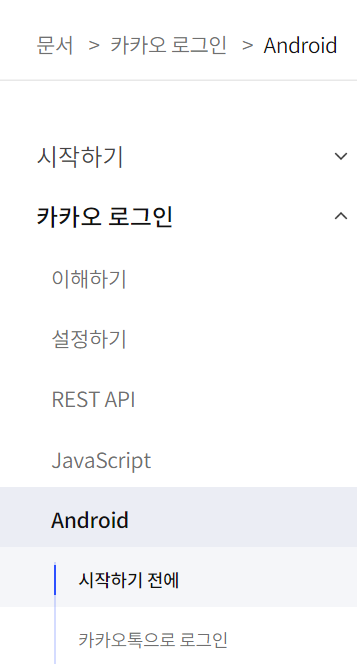 문서 > 카카오 로그인 > Android
시작하기
카카오 로그인
이해하기
설정하기
REST API
JavaScript
Android
시작하기 전에
카카오톡으로 로그인